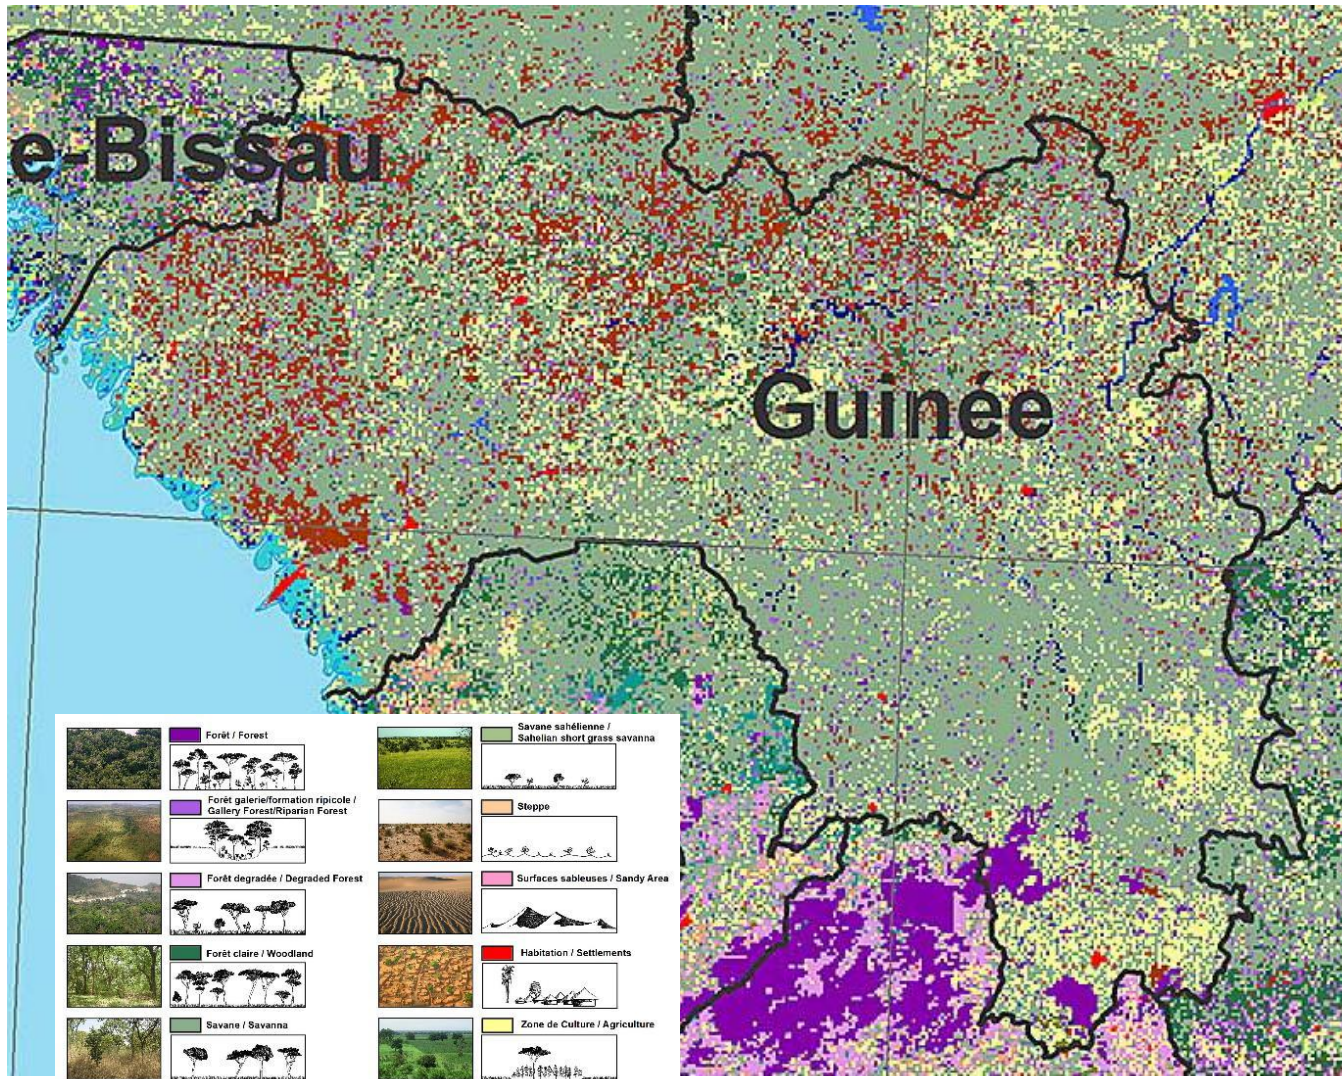 e-Bissau
Guinée
Forêt / Forest
Forêt galerie/formation ripicole /
Gallery Forest/Riparian Forest
Forêt degradée / Degraded Forest
Forêt claire / Woodland
Savane / Savanna
Savane sahélienne /
Sahelian short grass savanna
Steppe
Surfaces sableuses / Sandy Area
Habitation / Settlements
Zone de Culture / Agriculture